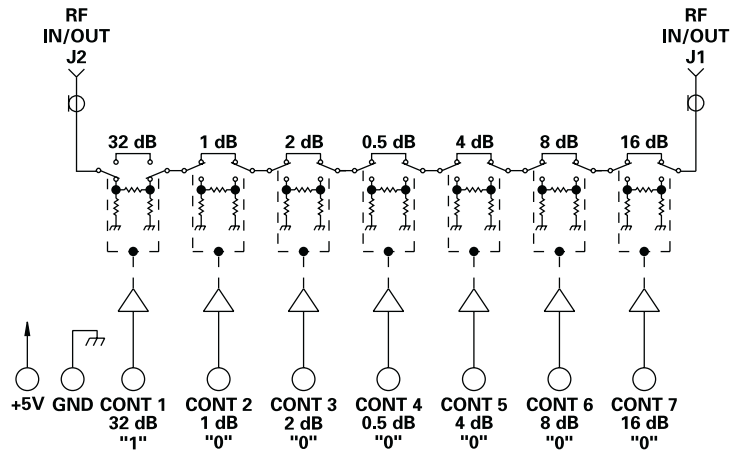 RF
IN/OUT
J2
RF
IN/OUT
J1
32 dB 1 dB 2 dB 0.5 dB 4 dB 8 dB 16 dB
+5V GND CONT 1 CONT 2 CONT 3 CONT 4 CONT 5 CONT 6 CONT 7
32 dB 1 dB 2 dB 0.5 dB 4 dB 8 dB 16 dB
"1" "0" "0" "0" "0" "0" "0"